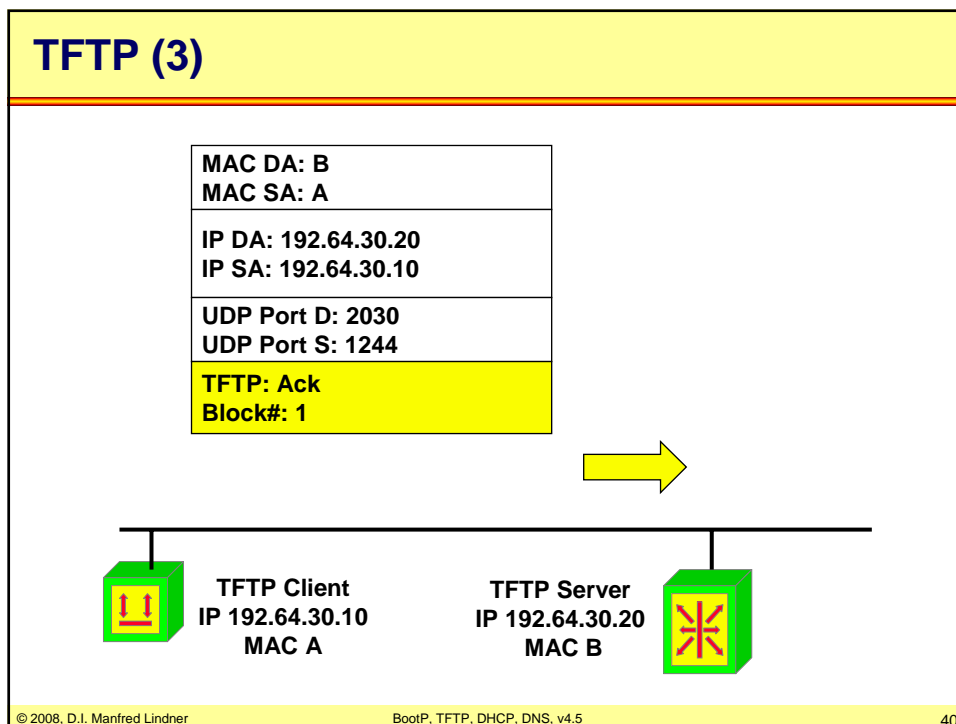 TFTP (3)
MAC DA: B
MAC SA: A
IP DA: 192.64.30.20
IP SA: 192.64.30.10
UDP Port D: 2030
UDP Port S: 1244
TFTP: Ack
Block#: 1
TFTP Client
IP 192.64.30.10
MAC A
TFTP Server
IP 192.64.30.20
MAC B
© 2008, D.I. Manfred Lindner
BootP, TFTP, DHCP, DNS, v4.5
40